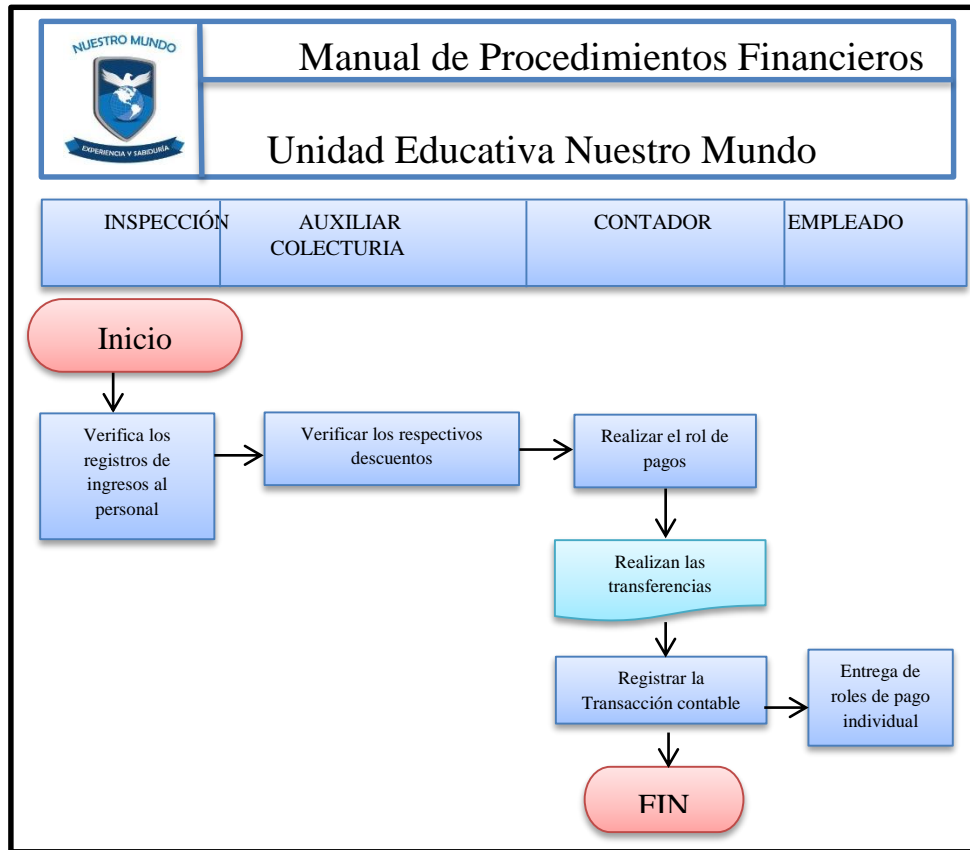 NUESTRO MUNDO
EXPERIENCIA Y SABIDURÍA
Manual de Procedimientos Financieros
Unidad Educativa Nuestro Mundo
INSPECCIÓN
AUXILIAR
COLECTURIA
CONTADOR
EMPLEADO
Inicio
Verifica los
registros de
ingresos al
personal
Verificar los respectivos
descuentos
Realizar el rol de
pagos
Realizan las
transferencias
Registrar la
Transacción contable
Entrega de
roles de pago
individual
FIN